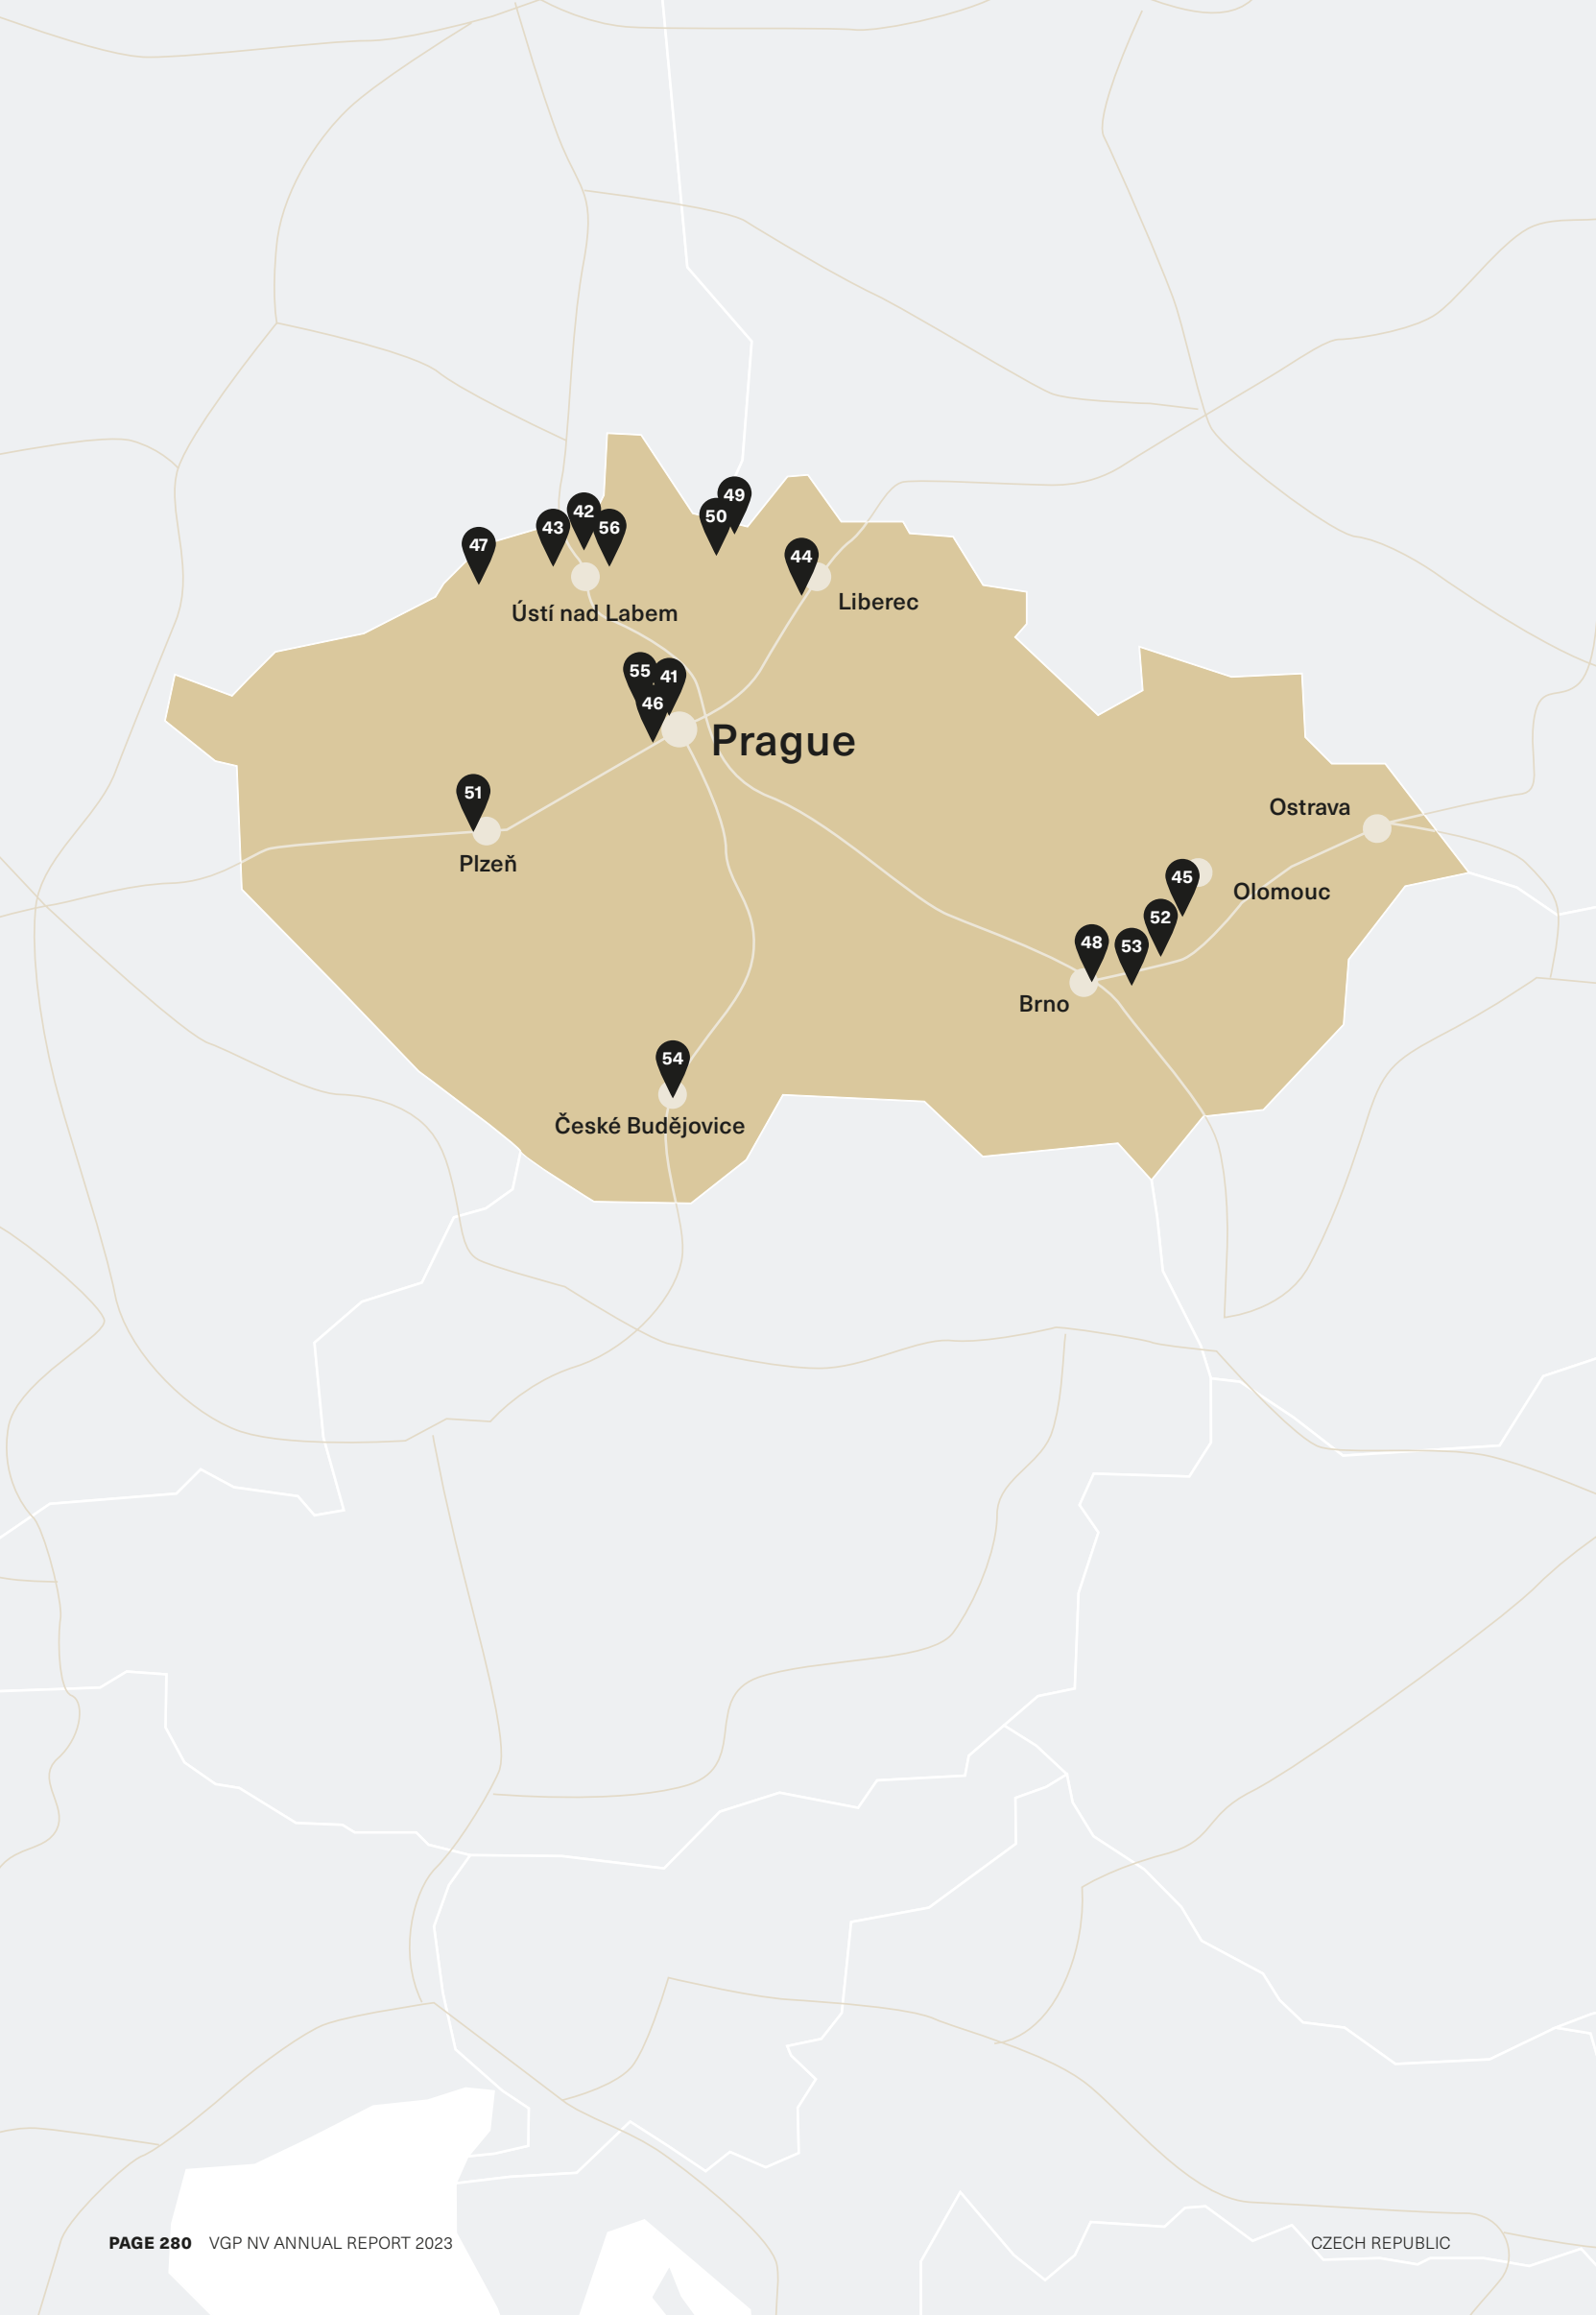 49
42
50
43
56
47
44
Liberec
Ústí nad Labem
55
41
46
Prague
51
Ostrava
Plzeň
45
Olomouc
52
48
53
Brno
54
České Budějovice
PAGE 280 VGP NV ANNUAL REPORT 2023
CZECH REPUBLIC